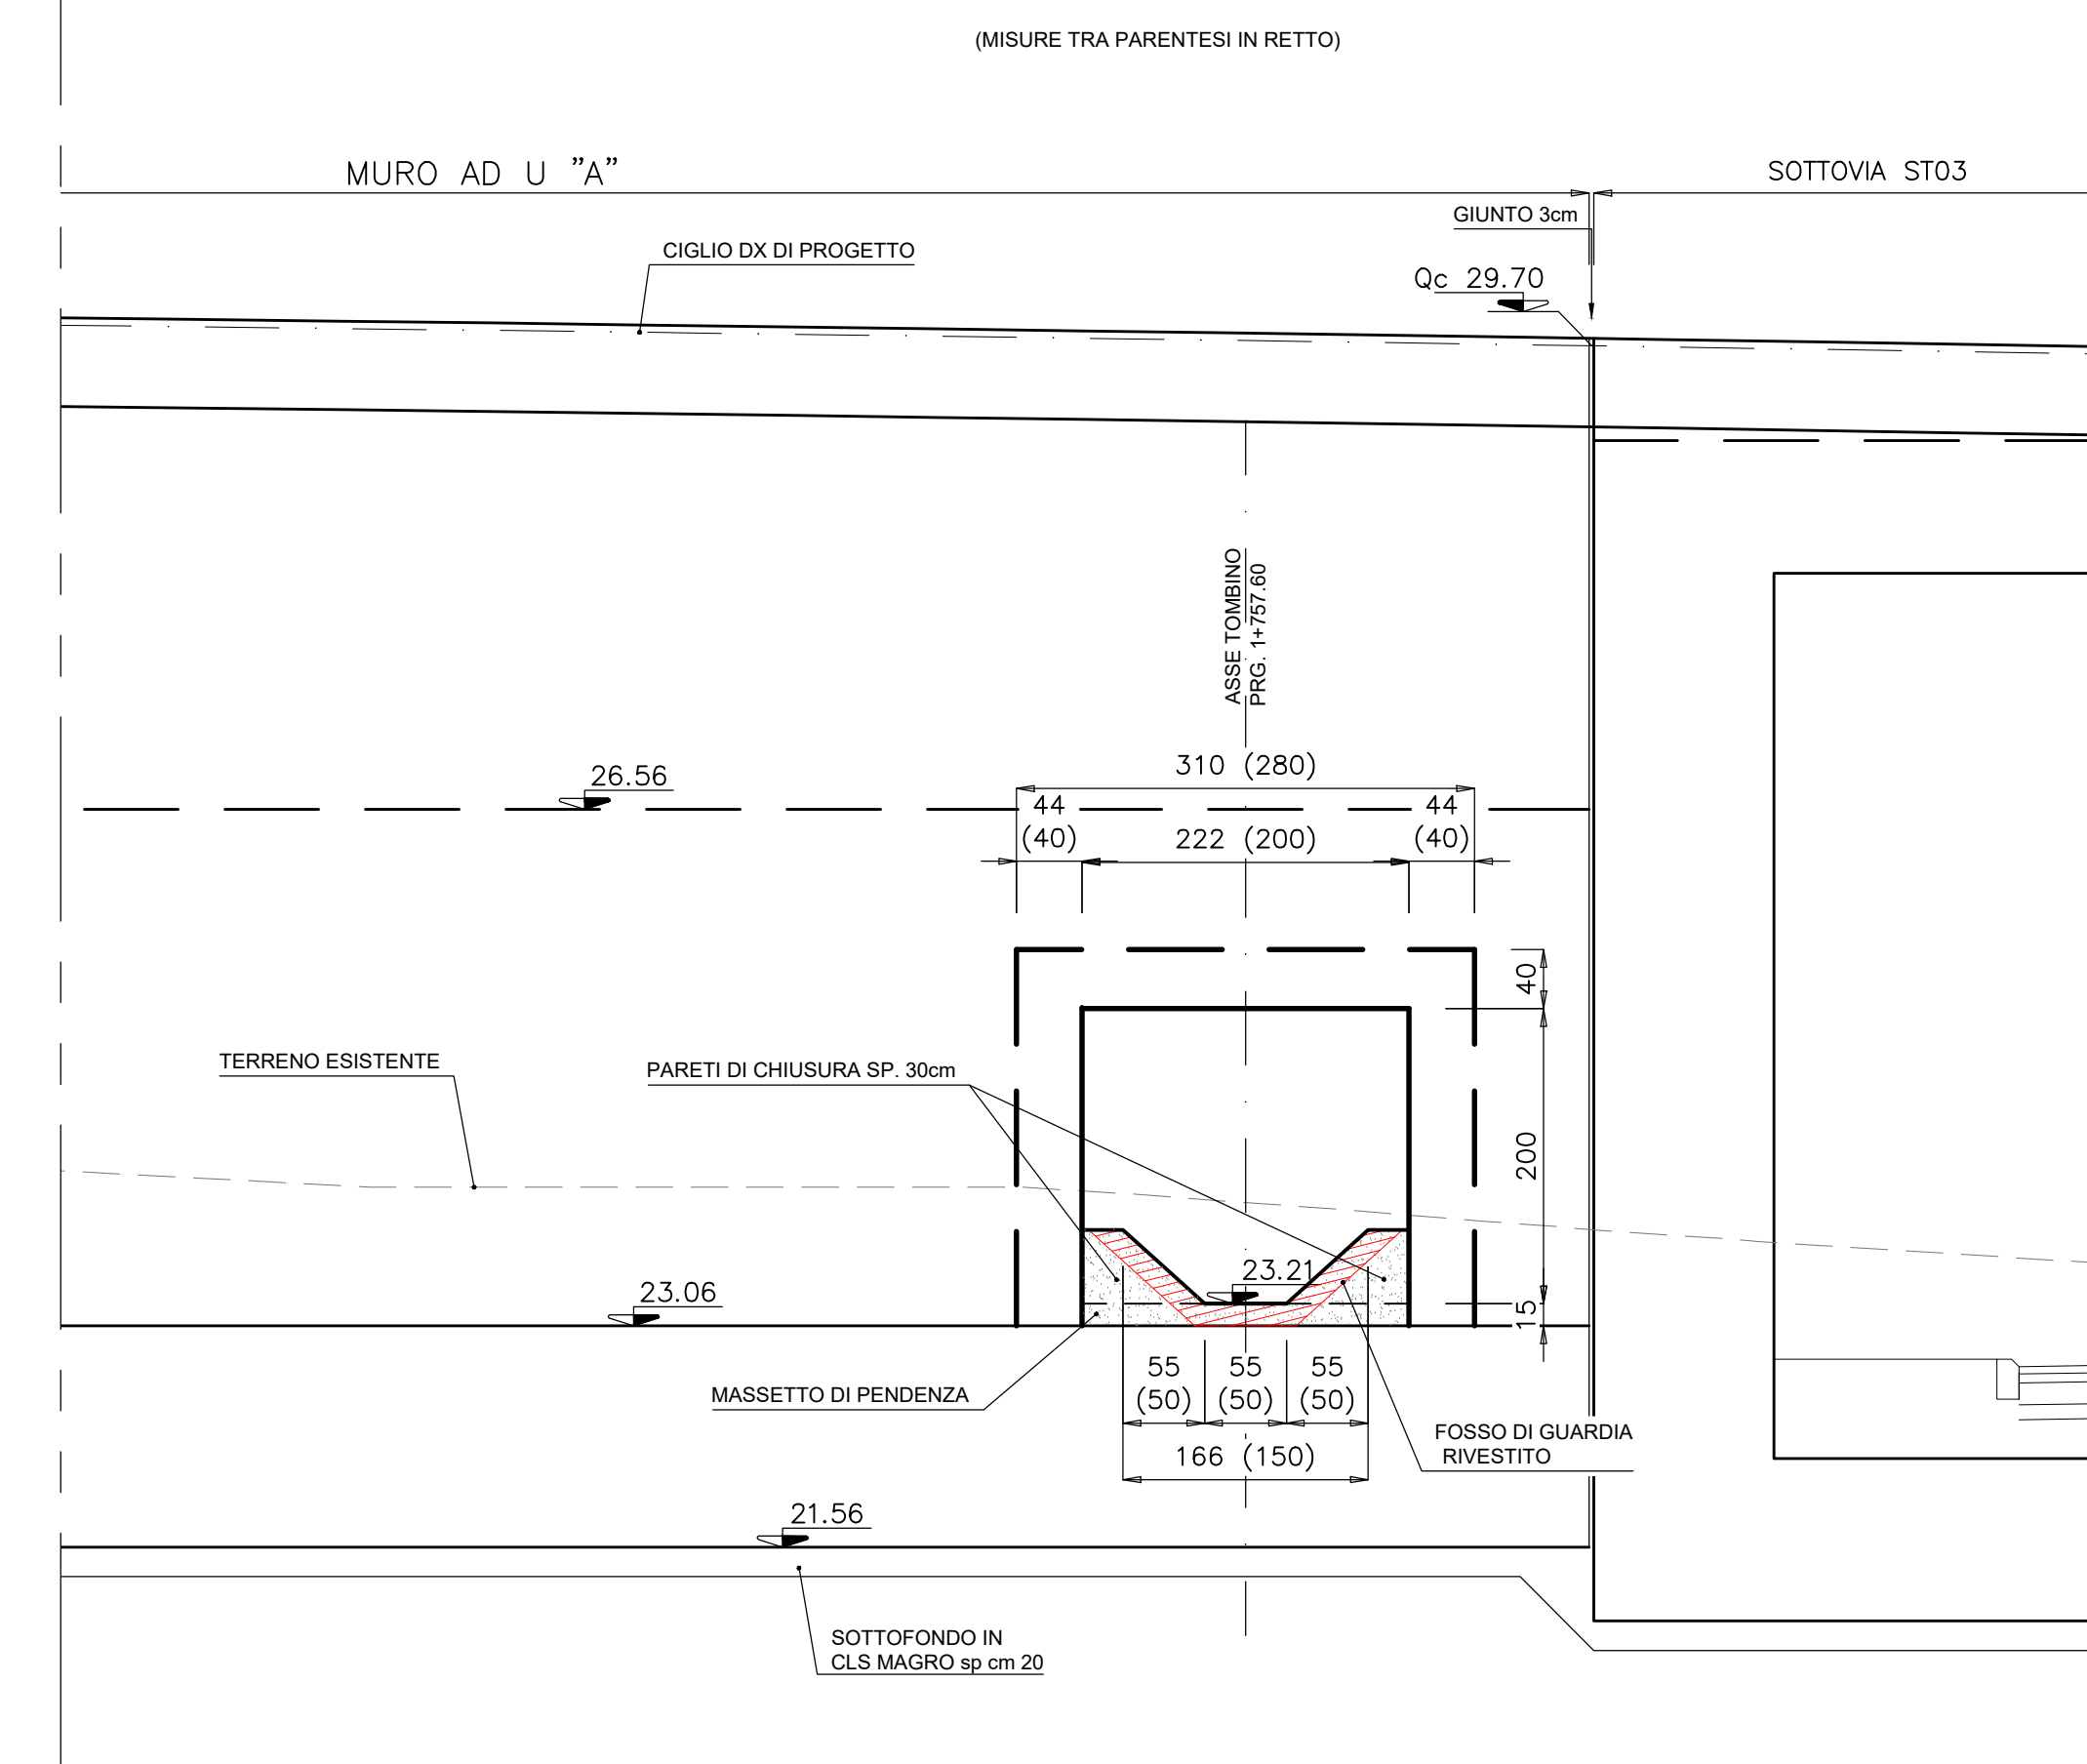 (MISURE TRA PARENTESI IN RETTO)
MURO AD U "A"
SOTTOVIA ST03
GIUNTO 3cm
CIGLIO DX DI PROGETTO
Qc 29.70
ASSE TOMBINO
PRG. 1+757.60
26.56
310 (280)
44
(40)
222 (200)
44
(40)
40
200
15
TERRENO ESISTENTE
PARETI DI CHIUSURA SP. 30cm
23.21
23.06
55
(50)
55
(50)
55
(50)
166 (150)
MASSETTO DI PENDENZA
FOSSO DI GUARDIA
RIVESTITO
21.56
SOTTOFONDO IN
CLS MAGRO sp cm 20